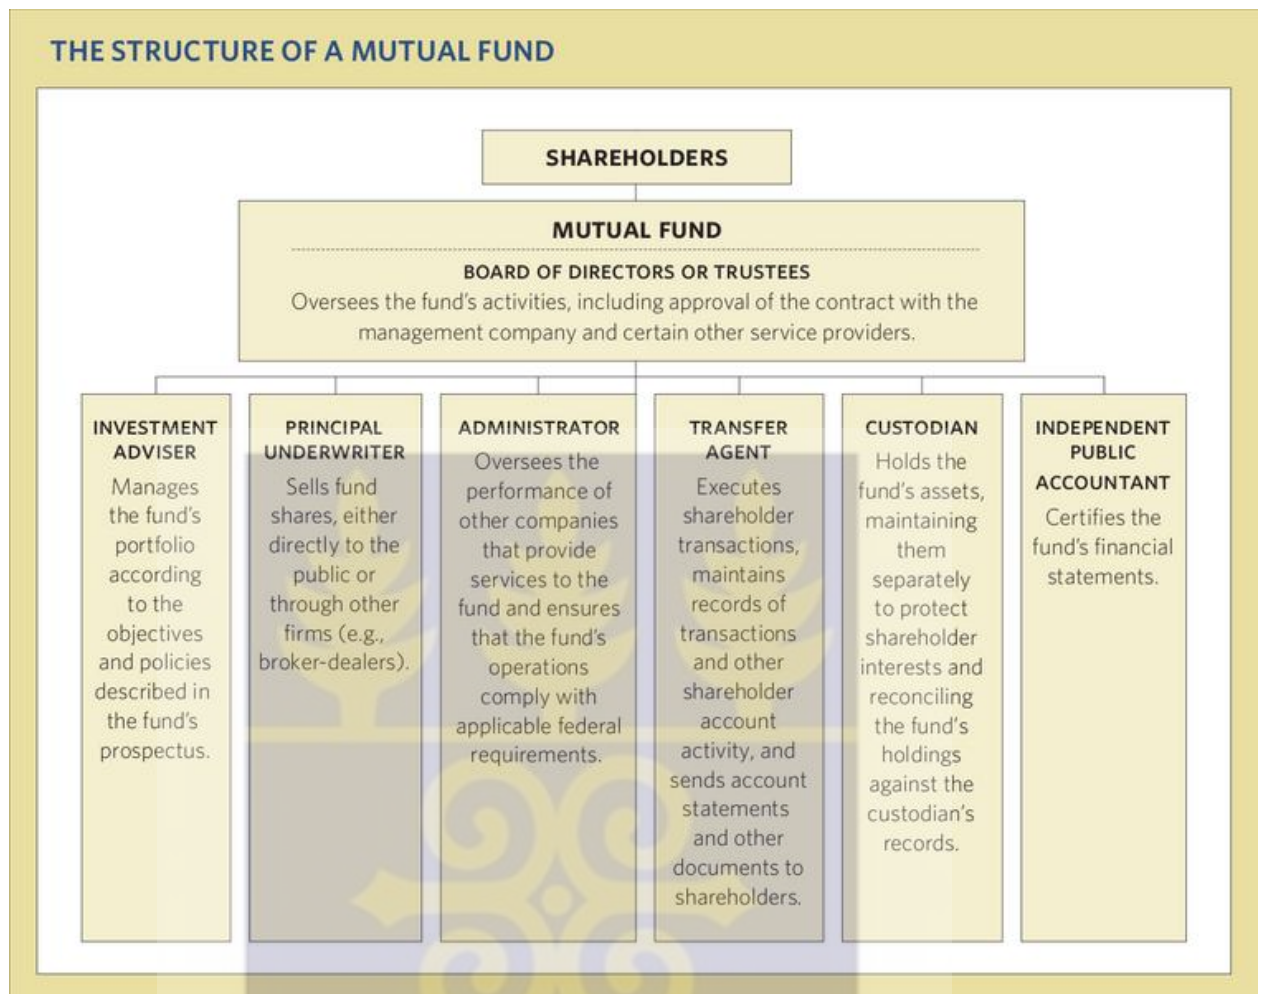 THE STRUCTURE OF A MUTUAL FUND
SHAREHOLDERS
MUTUAL FUND
BOARD OF DIRECTORS OR TRUSTEES
Oversees the fund's activities, including approval of the contract with the
management company and certain other service providers.
INVESTMENT
ADVISER
Manages
the fund's
portfolio
according
to the
objectives
and policies
described in
the fund's
prospectus.
PRINCIPAL
UNDERWRITER
Sells fund
shares, either
directly to the
public or
through other
firms (e.g.,
broker-dealers).
ADMINISTRATOR
Oversees the
performance of
other companies
that provide
services to the
fund and ensures
that the fund's
operations
comply with
applicable federal
requirements.
TRANSFER
AGENT
Executes
shareholder
transactions,
maintains
records of
transactions
and other
shareholder
account
activity, and
sends account
statements
and other
documents to
shareholders.
CUSTODIAN
Holds the
fund's assets,
maintaining
them
separately
to protect
shareholder
interests and
reconciling
the fund's
holdings
against the
custodian's
records.
INDEPENDENT
PUBLIC
ACCOUNTANT
Certifies the
fund's financial
statements.